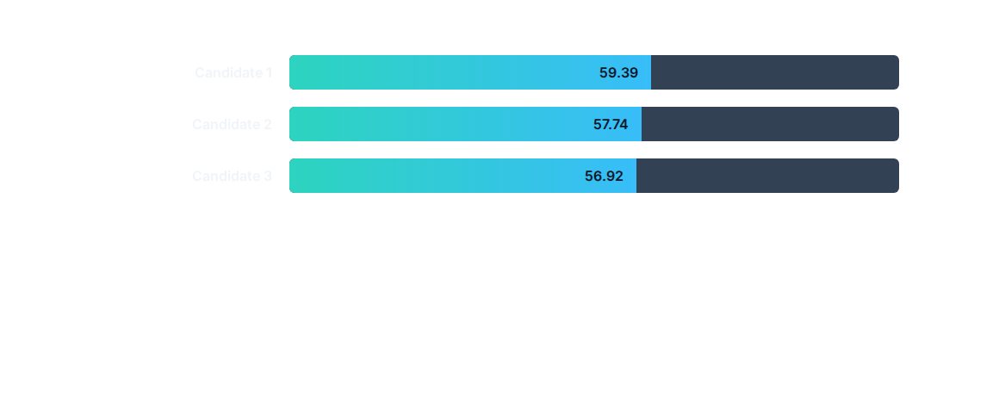 Candidate 1 59.39
Candidate 2 57.74
Candidate 3 56.92